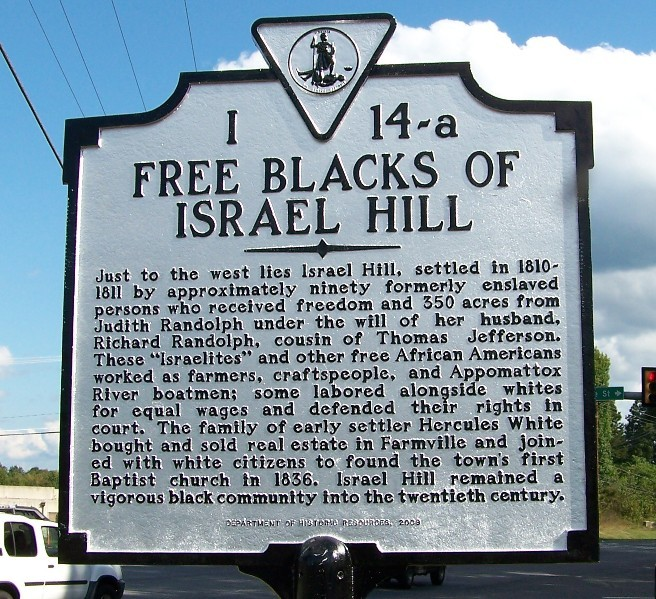 I 14-a
FREE BLACKS OF
ISRAEL HILL
Just to the west lies Israel Hill, settled in 1810-
1811 by approximately ninety formerly enslaved
persons who received freedom and 350 acres from
Judith Randolph under the will of her husband,
Richard Randolph, cousin of Thomas Jefferson.
These “Israelites” and other free African Americans
worked as farmers, craftspeople, and Appomattox
River boatmen; some labored alongside whites
for equal wages and defended their rights in
court. The family of early settler Hercules White
bought and sold real estate in Farmville and join-
ed with white citizens to found the town's first
Baptist church in 1836. Israel Hill remained a
vigorous black community into the twentieth century.
DEPARTMENT OF HISTORIC RESOURCES, 2008
St